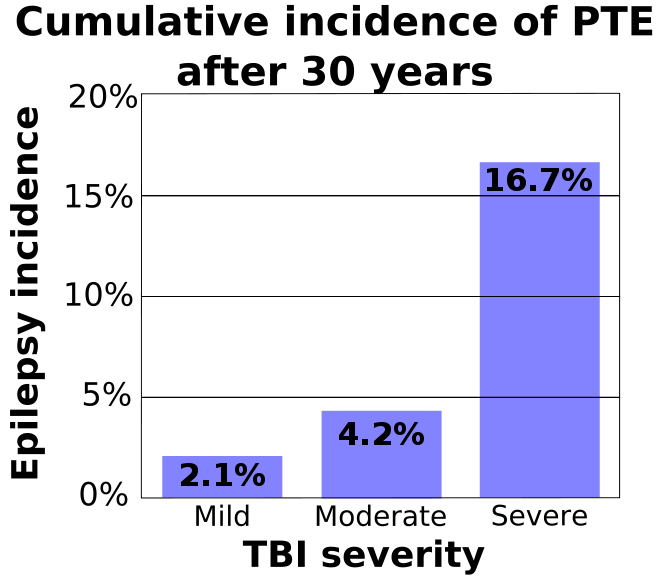 Cumulative incidence of PTE
after 30 years
Epilepsy incidence
20%
15%
10%
5%
0%
16.7%
4.2%
2.1%
Mild Moderate Severe
TBI severity